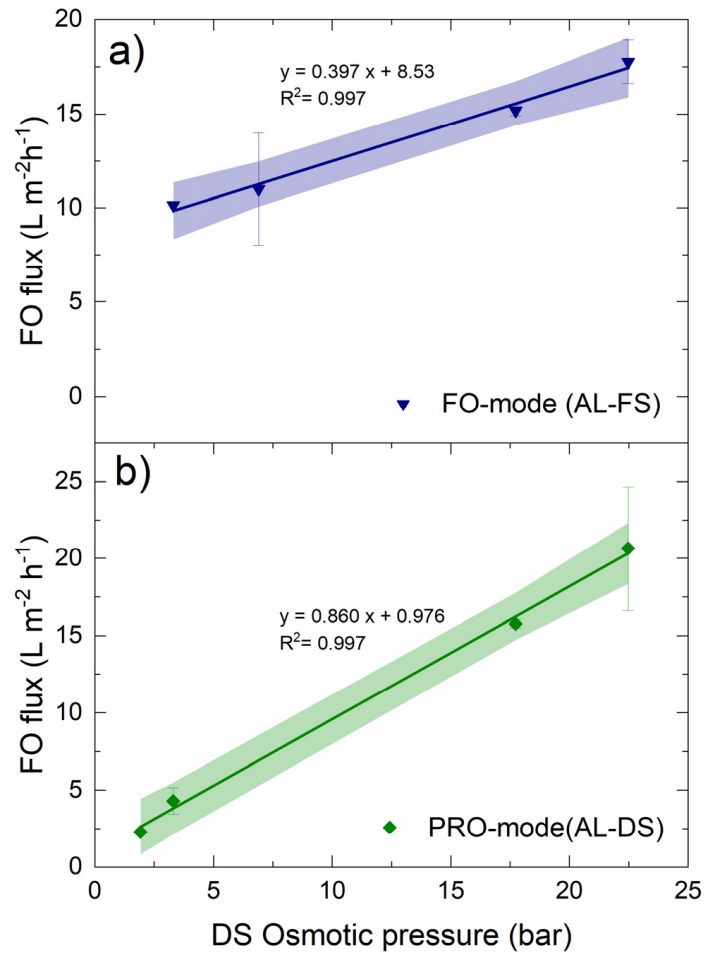 a)
20
15
10
5
0
FO flux (L m⁻²h⁻¹)
y = 0.397 x + 8.53
R²= 0.997
FO-mode (AL-FS)
b)
25
20
15
10
5
0
FO flux (L m⁻² h⁻¹)
y = 0.860 x + 0.976
R²= 0.997
PRO-mode(AL-DS)
0 5 10 15 20 25
DS Osmotic pressure (bar)